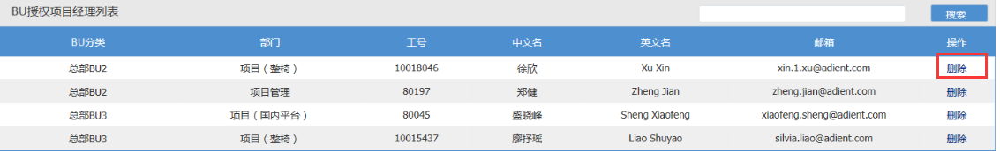 BU授权项目经理列表 搜索
BU分类 部门 工号 中文名 英文名 邮箱 操作
总部BU2 项目（整椅） 10018046 徐欣 Xu Xin xin.1.xu@adient.com 删除
总部BU2 项目管理 80197 郑健 Zheng Jian zheng.jian@adient.com 删除
总部BU3 项目（国内平台） 80045 盛晓峰 Sheng Xiaofeng xiaofeng.sheng@adient.com 删除
总部BU3 项目（整椅） 10015437 廖抒瑶 Liao Shuyao silvia.liao@adient.com 删除